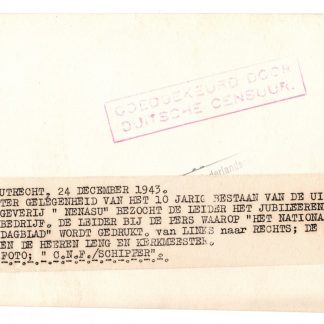 GOEDGEKEURD DOOR
DUITSCHE CENSUUR.
derlands
UTRECHT, 24 DECEMBER 1943.
TER GELEGENHEID VAN HET 10 JARIG BESTAAN VAN DE UI
GEVERIJ " NENASU" BEZOCHT DE LEIDER HET JUBILEEREN
BEDRIJF. DE LEIDER BIJ DE PERS WAAROP "HET NATIONA
DAGBLAD" WORDT GEDRUKT. van LINKS naar RECHTS; DE
EN DE HEEREN LENG EN KERKMEESTER.
FOTO; " C.N.F./SCHIPPER".